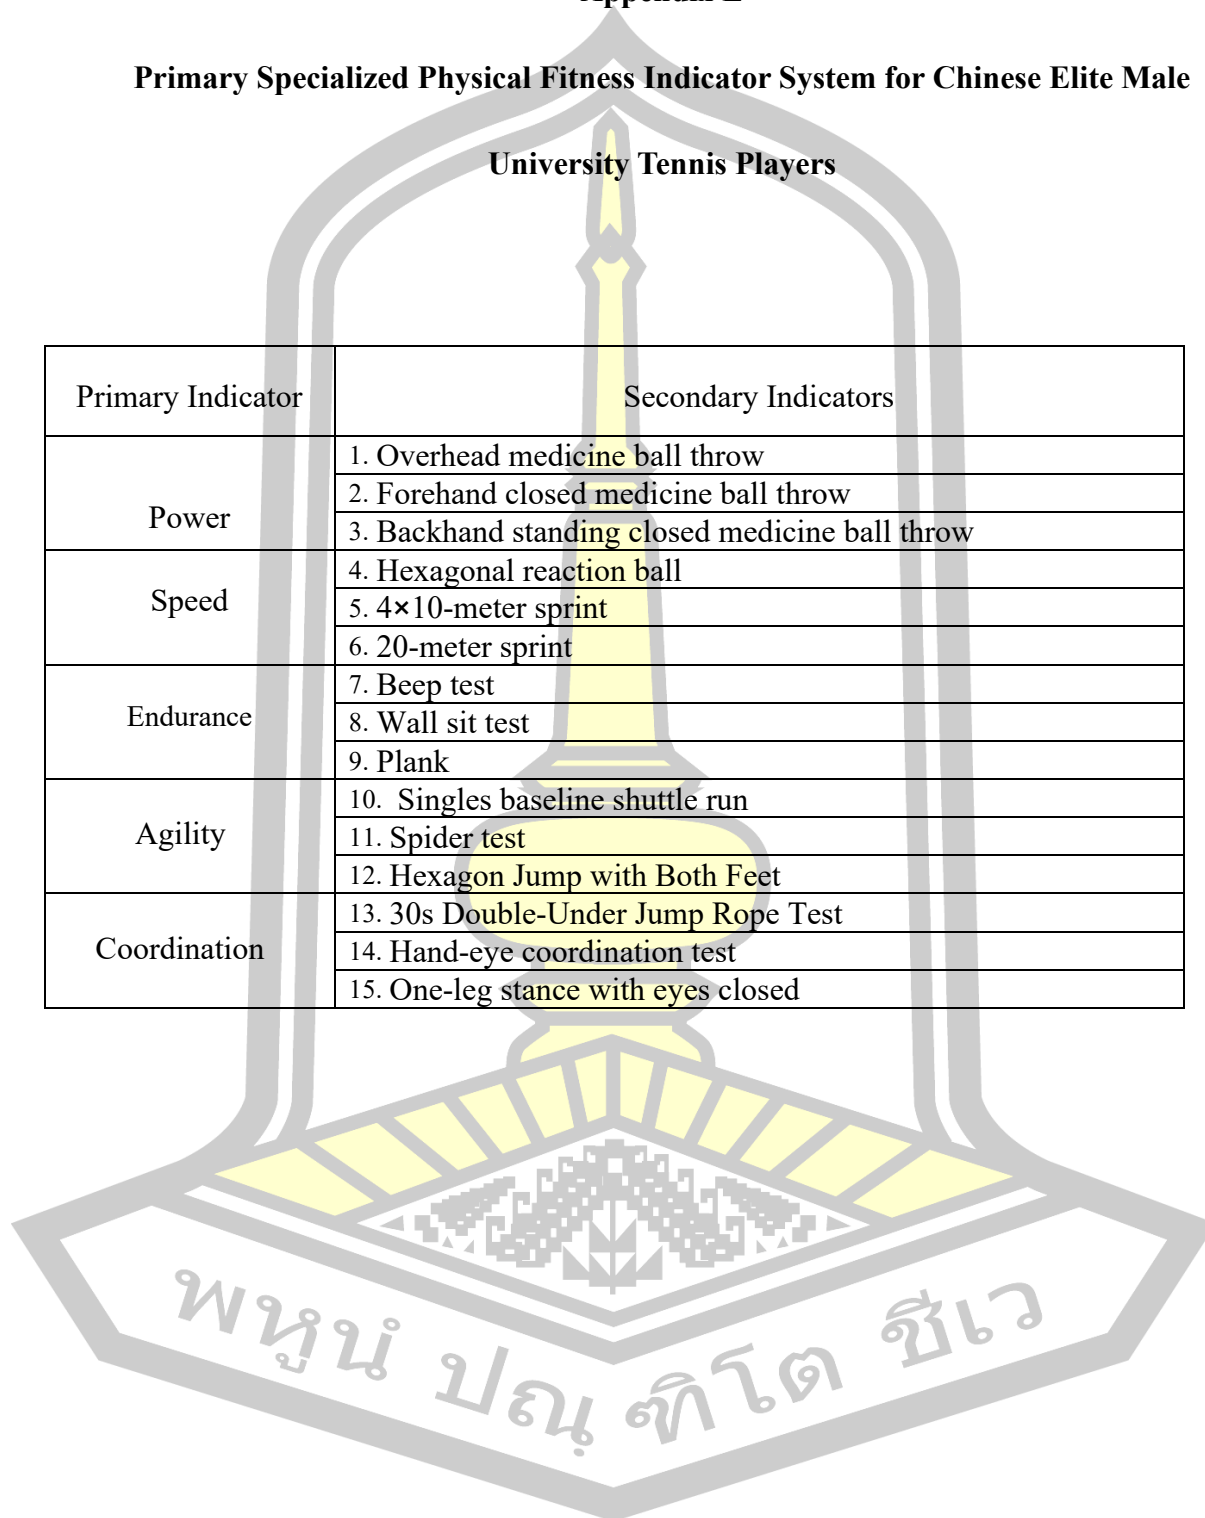 Primary Specialized Physical Fitness Indicator System for Chinese Elite Male
University Tennis Players
Primary Indicator
Secondary Indicators
Power
1. Overhead medicine ball throw
2. Forehand closed medicine ball throw
3. Backhand standing closed medicine ball throw
Speed
4. Hexagonal reaction ball
5. 4×10-meter sprint
6. 20-meter sprint
Endurance
7. Beep test
8. Wall sit test
9. Plank
Agility
10. Singles baseline shuttle run
11. Spider test
12. Hexagon Jump with Both Feet
Coordination
13. 30s Double-Under Jump Rope Test
14. Hand-eye coordination test
15. One-leg stance with eyes closed
พหูนํ ปณฺฑิโต ชีเว